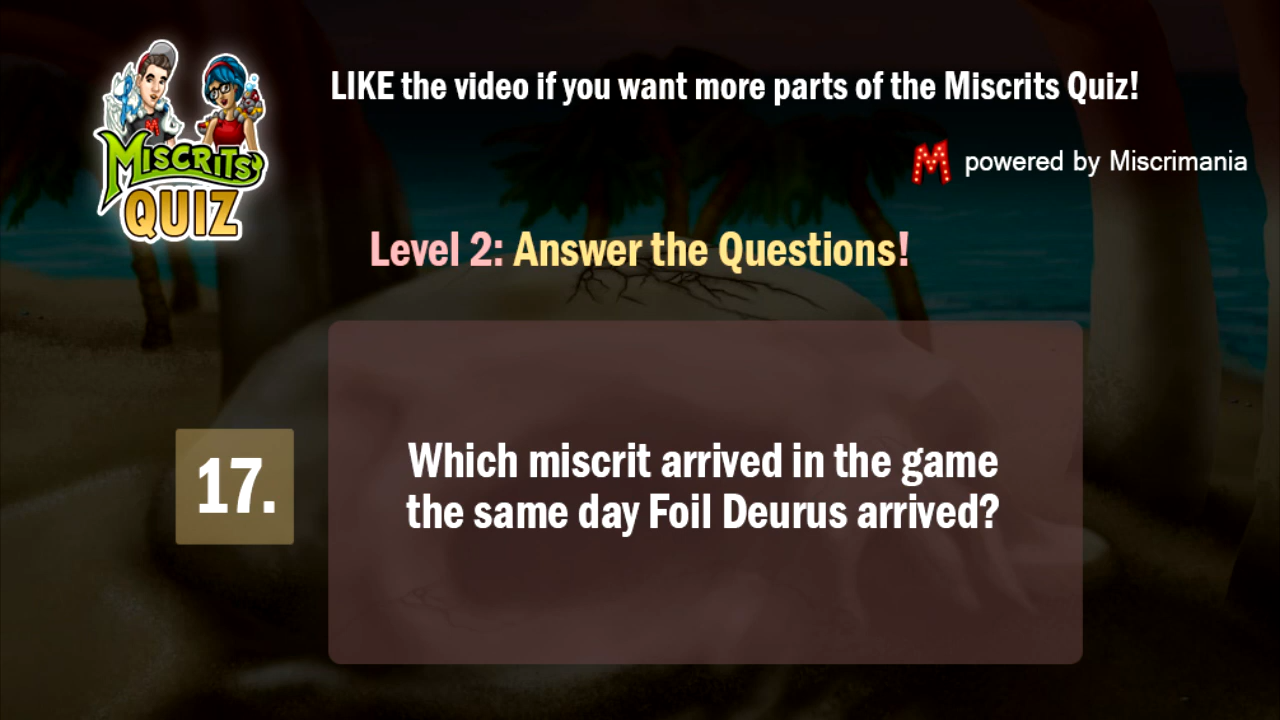 LIKE the video if you want more parts of the Miscrits Quiz!
MISCRITS
QUIZ
M powered by Miscrimania
Level 2: Answer the Questions!
17.
Which miscrit arrived in the game
the same day Foil Deurus arrived?